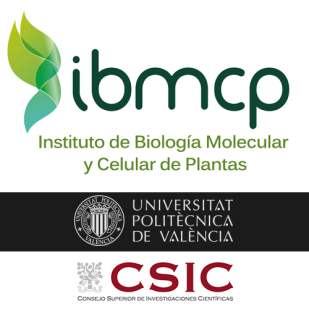 ibmcp
Instituto de Biología Molecular
y Celular de Plantas
UNIVERSITAT
POLITÈCNICA
DE VALÈNCIA
CSIC
CONSEJO SUPERIOR DE INVESTIGACIONES CIENTÍFICAS